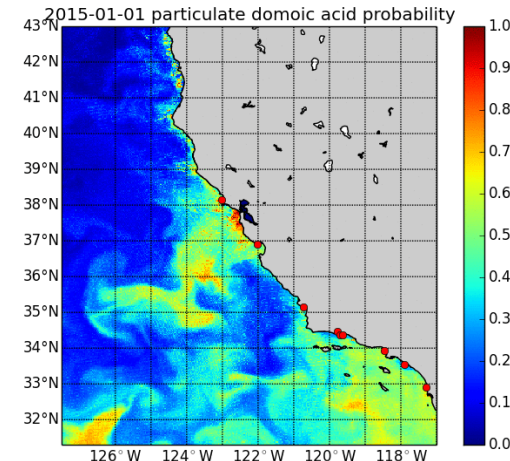 2015-01-01 particulate domoic acid probability
43°N
42°N
41°N
40°N
39°N
38°N
37°N
36°N
35°N
34°N
33°N
32°N
126°W 124°W 122°W 120°W 118°W
1.0
0.9
0.8
0.7
0.6
0.5
0.4
0.3
0.2
0.1
0.0